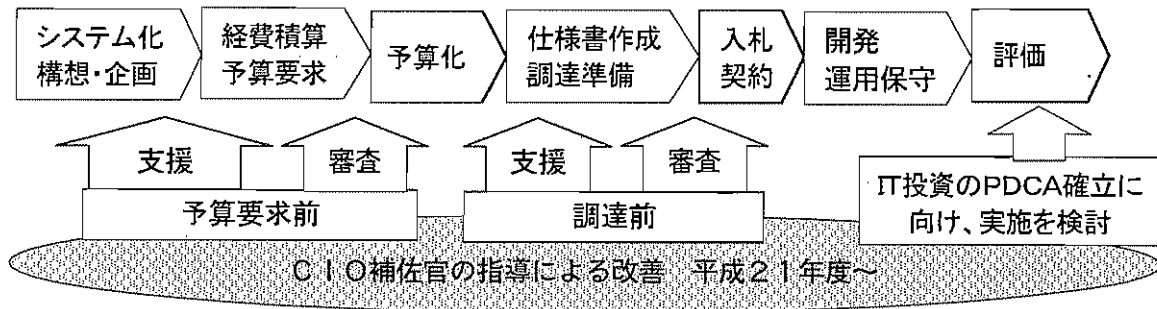 システム化
構想・企画
経費積算
予算要求
予算化
仕様書作成
調達準備
入札
契約
開発
運用保守
評価
支援
審査
支援
審査
予算要求前
調達前
IT投資のPDCA確立に
向け、実施を検討
CIO補佐官の指導による改善　平成21年度～